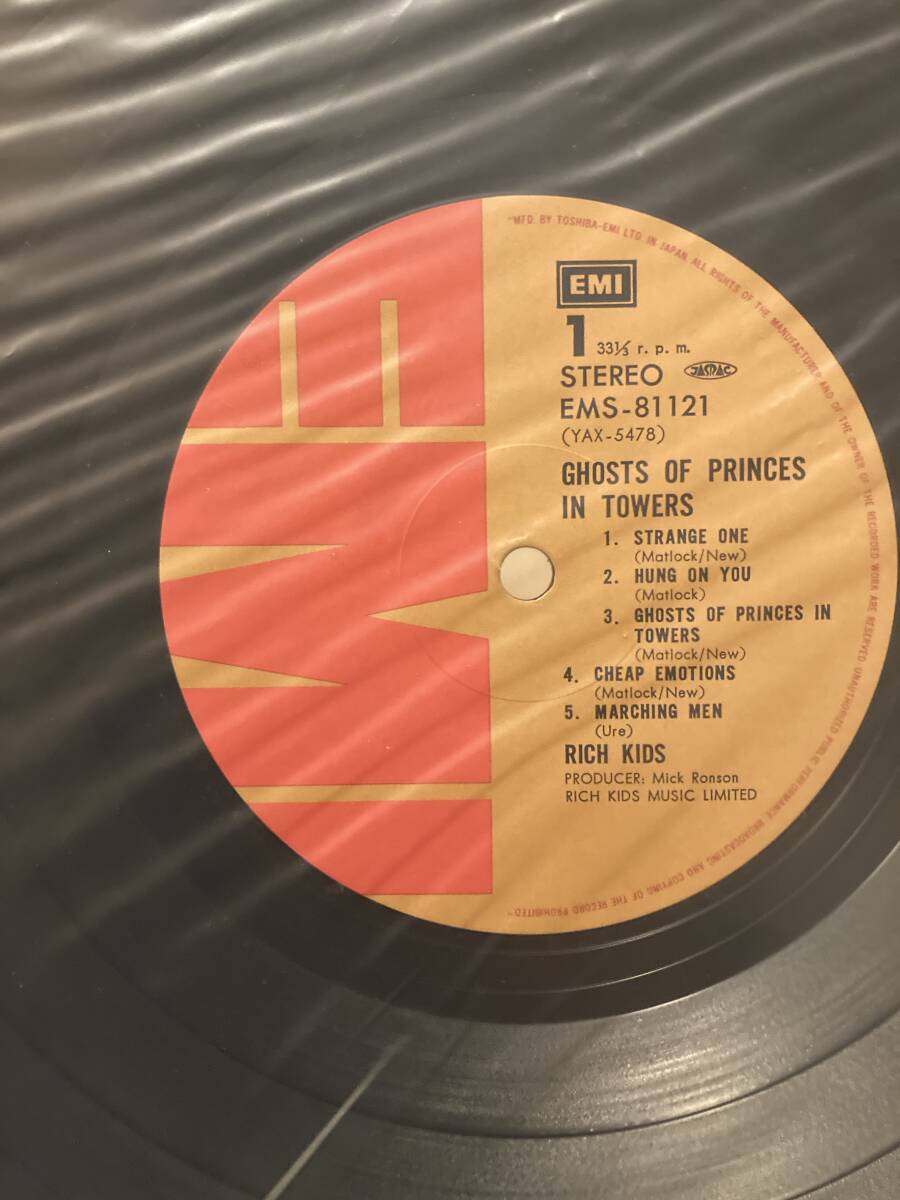 "MFD. BY TOSHIBA-EMI LTD. IN JAPAN. ALL RIGHTS OF THE MANUFACTURER AND OF THE OWNER OF THE RECORDED WORK ARE RESERVED UNAUTHORIZED PUBLIC PERFORMANCE BROADCASTING AND COPYING OF THE RECORD PROHIBITED"
EMI
EMI
1 33⅓ r. p. m.
STEREO JASRAC
EMS-81121
(YAX-5478)
GHOSTS OF PRINCES
IN TOWERS
1. STRANGE ONE
(Matlock/New)
2. HUNG ON YOU
(Matlock)
3. GHOSTS OF PRINCES IN
TOWERS
(Matlock/New)
4. CHEAP EMOTIONS
(Matlock/New)
5. MARCHING MEN
(Ure)
RICH KIDS
PRODUCER: Mick Ronson
RICH KIDS MUSIC LIMITED